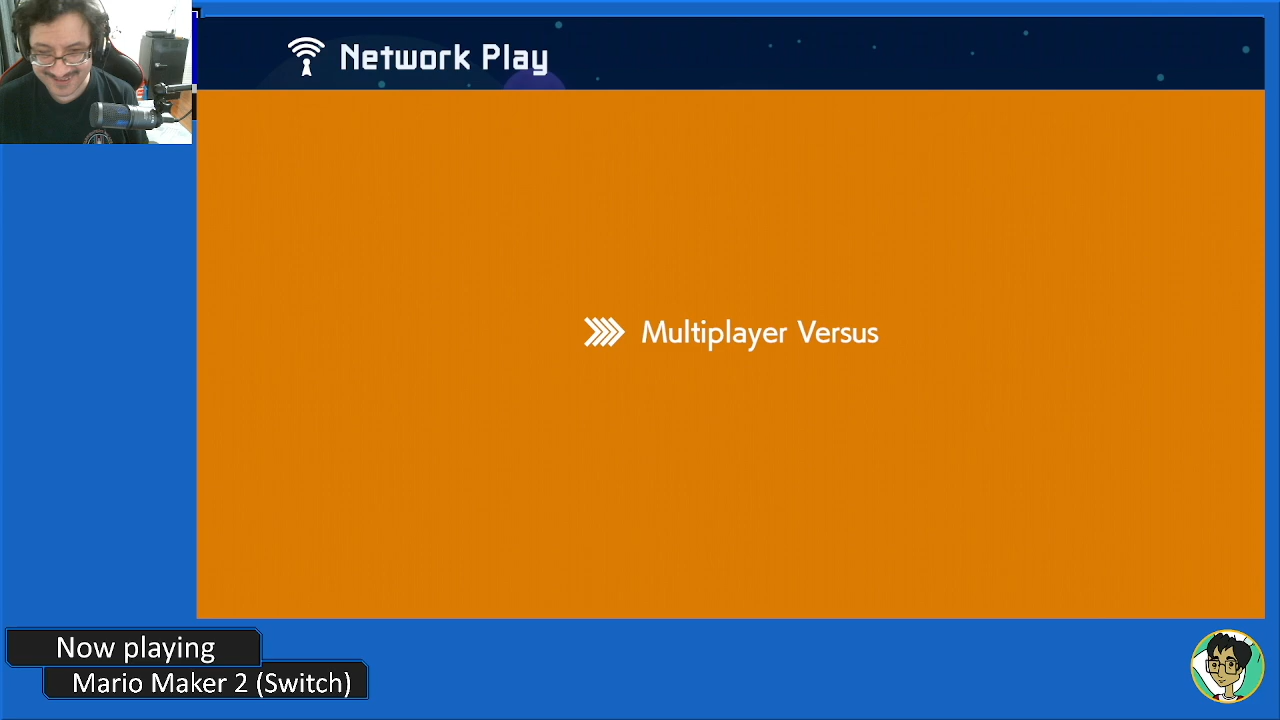 Network Play
Multiplayer Versus
Now playing
Mario Maker 2 (Switch)